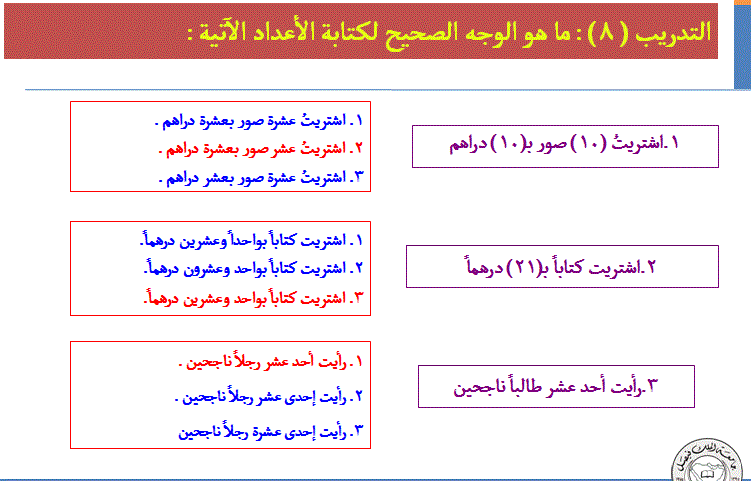 التدريب (٨) : ما هو الوجه الصحيح لكتابة الأعداد الآتية :
١.اشتريتُ (١٠) صور بـ(١٠) دراهم
١. اشتريتُ عشرة صور بعشرة دراهم .
٢. اشتريتُ عشر صور بعشرة دراهم .
٣. اشتريتُ عشرة صور بعشر دراهم .
٢.اشتريت كتاباً بـ(٢١) درهماً
١. اشتريت كتاباً بواحداً وعشرين درهماً.
٢. اشتريت كتاباً بواحد وعشرون درهماً.
٣. اشتريت كتاباً بواحد وعشرين درهماً.
٣.رأيت أحد عشر طالباً ناجحين
١. رأيت أحد عشر رجلاً ناجحين .
٢. رأيت إحدى عشر رجلاً ناجحين .
٣. رأيت إحدى عشرة رجلاً ناجحين
جامعة الملك فيصل